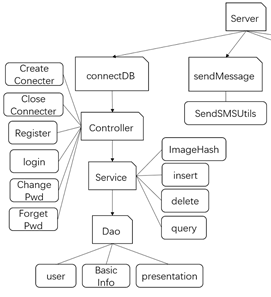 Server
connectDB
sendMessage
Create
Conecter
Close
Connecter
Register
login
Change
Pwd
Forget
Pwd
Controller
SendSMSUtils
Service
ImageHash
insert
delete
query
Dao
user
Basic
Info
presentation